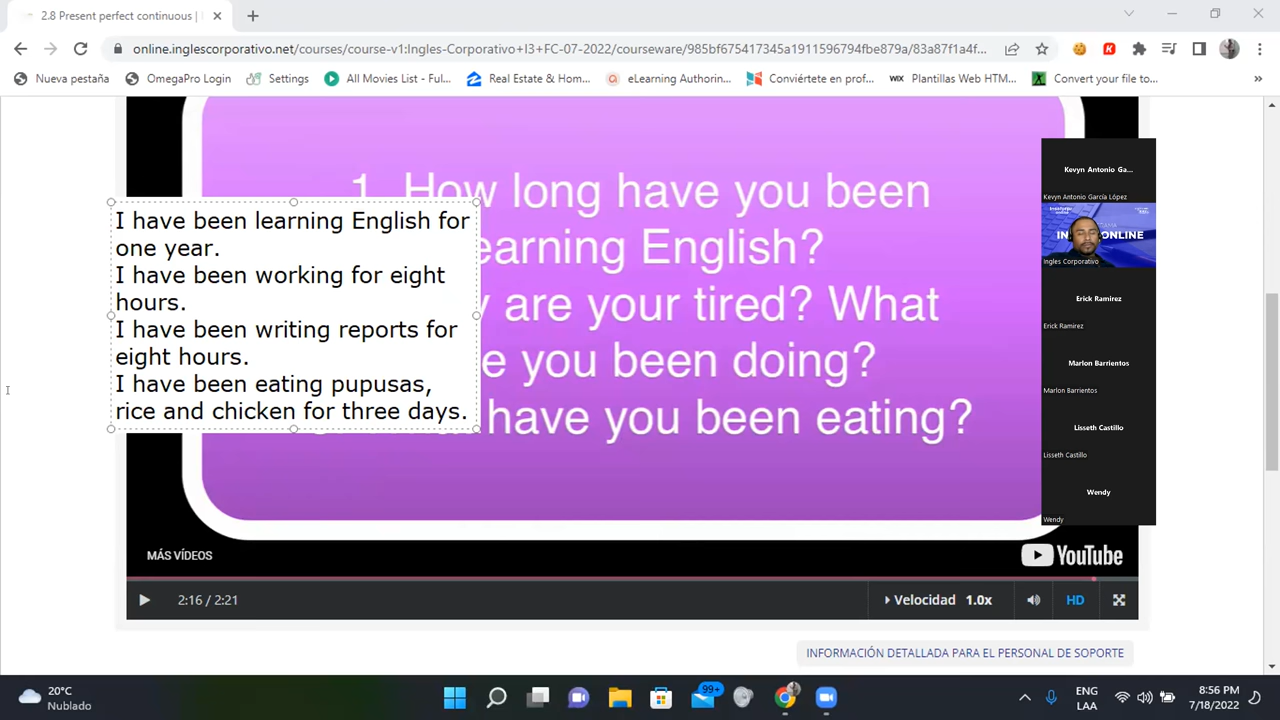 2.8 Present perfect continuous |
online.inglescorporativo.net/courses/course-v1:Ingles-Corporativo+I3+FC-07-2022/courseware/985bf675417345a1911596794fbe879a/83a87f1a4f...
Nueva pestaña
OmegaPro Login
Settings
All Movies List - Ful...
Real Estate & Hom...
eLearning Authorin...
Conviértete en prof...
WIX
Plantillas Web HTM...
Convert your file to...
»
1. How long have you been
earning English?
are your tired? What
e you been doing?
have you been eating?
I have been learning English for
one year.
I have been working for eight
hours.
I have been writing reports for
eight hours.
I have been eating pupusas,
rice and chicken for three days.
Kevyn Antonio Ga...
Kevyn Antonio García López
ONLINE
Ingles Corporativo
Erick Ramirez
Erick Ramirez
Marlon Barrientos
Marlon Barrientos
Lisseth Castillo
Lisseth Castillo
Wendy
Wendy
MÁS VÍDEOS
YouTube
2:16 / 2:21
Velocidad 1.0x
HD
INFORMACIÓN DETALLADA PARA EL PERSONAL DE SOPORTE
20°C
Nublado
99+
ENG
LAA
8:56 PM
7/18/2022